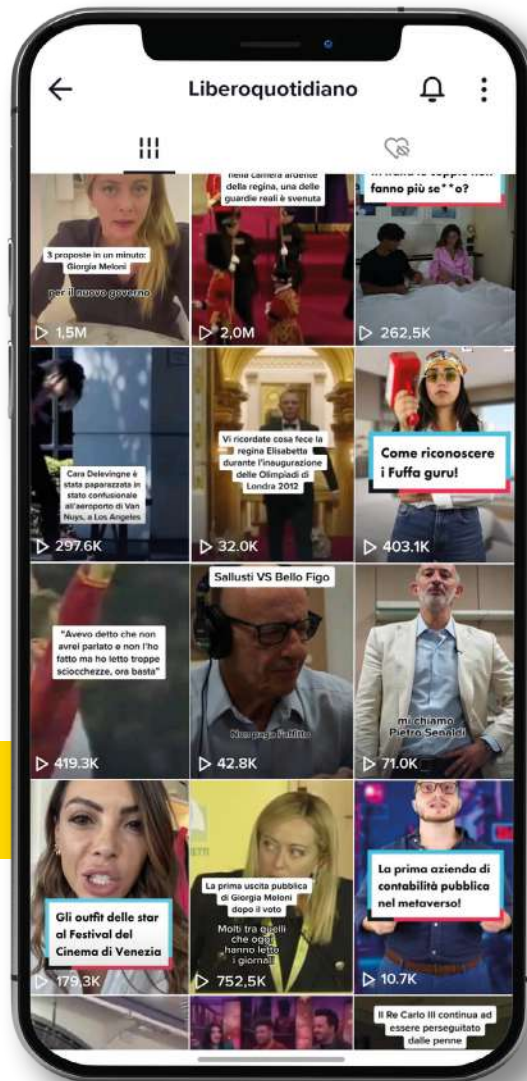 Liberoquotidiano
3 proposte in un minuto:
Giorgia Meloni
per il nuovo governo
1,5M
nella camera ardente
della regina, una delle
guardie reali è svenuta
2,0M
fanno più se**o?
262,5K
Cara Delevingne è
stata paparazzata in
stato confusionale
all'aeroporto di Van
Nuys, a Los Angeles
297.6K
Vi ricordate cosa fece la
regina Elisabetta
durante l'inaugurazione
delle Olimpiadi di
Londra 2012
32.0K
Come riconoscere
i Fuffa guru!
403.1K
"Avevo detto che non
avrei parlato e non l'ho
fatto ma ho letto troppe
sciocchezze, ora basta"
419.3K
Sallusti VS Bello Figo
Non paga l'affitto
42.8K
mi chiamo
Pietro Senaldi
71.0K
Gli outfit delle star
al Festival del
Cinema di Venezia
179,3K
La prima uscita pubblica
di Giorgia Meloni
dopo il voto
Molti tra quelli
che oggi
hanno letto
i giornali
752,5K
La prima azienda di
contabilità pubblica
nel metaverso!
10.7K
Il Re Carlo III continua ad
essere perseguitato
dalle penne